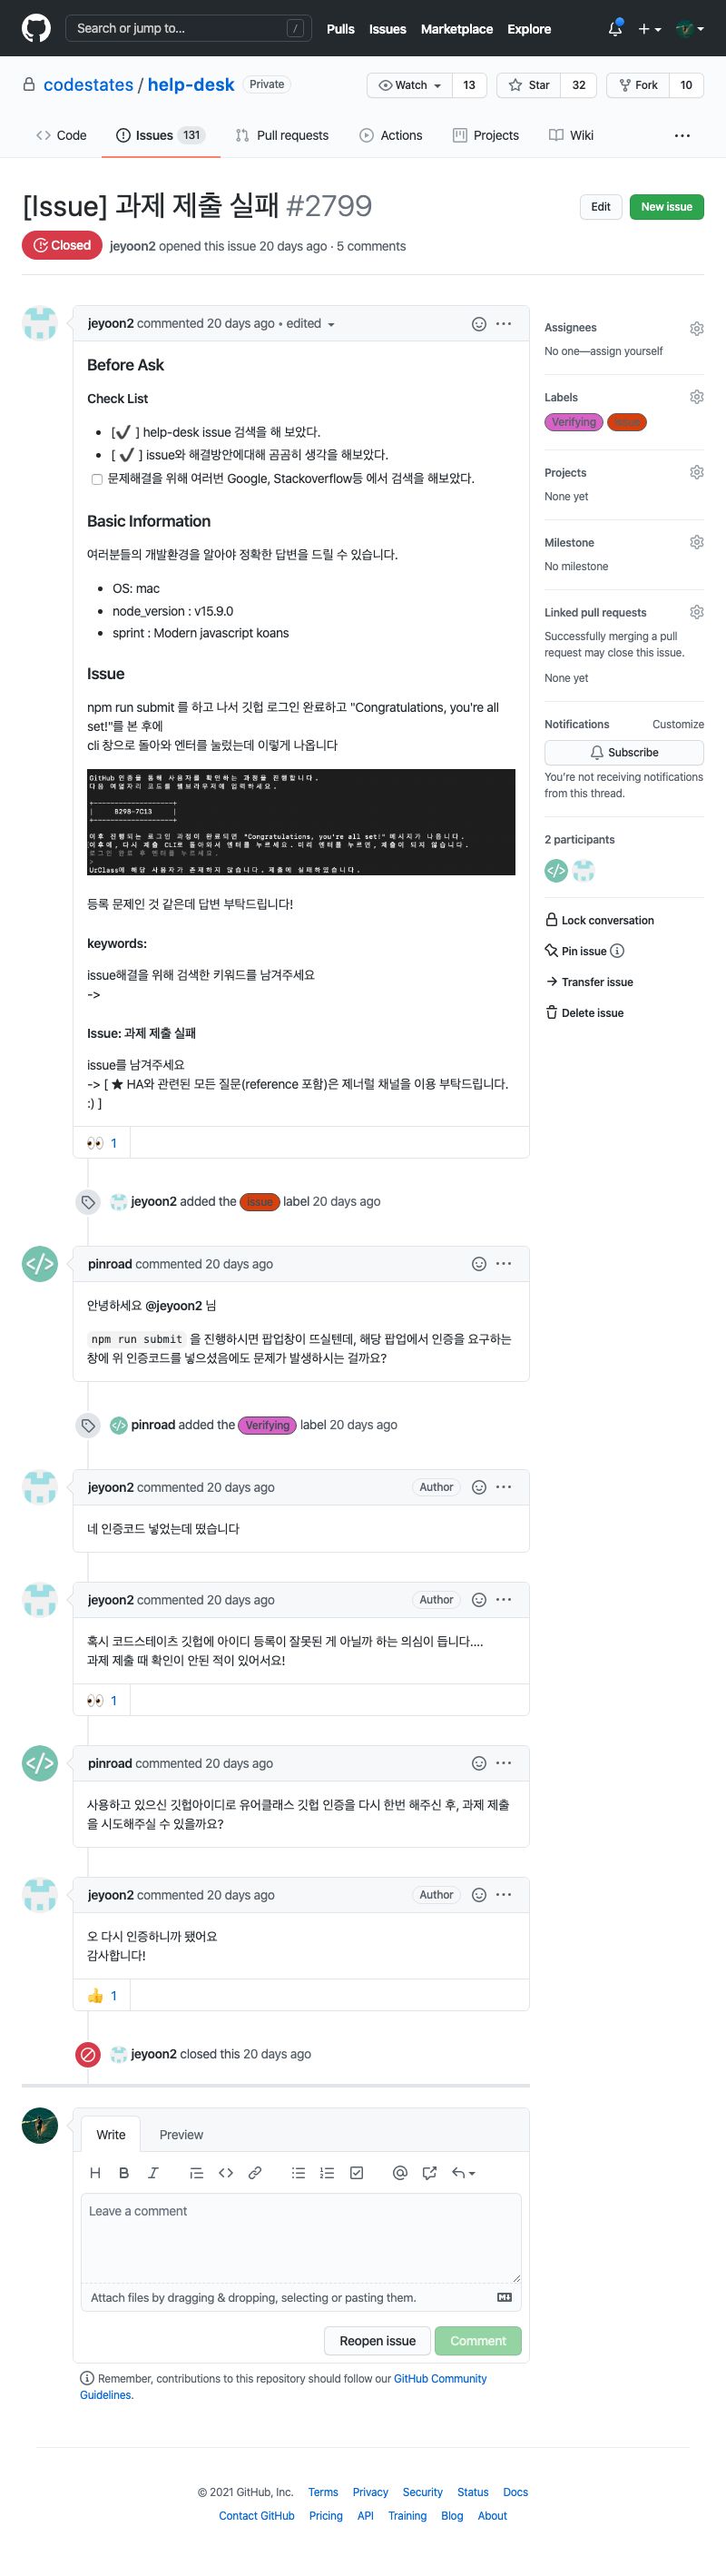 Search or jump to...
/
Pulls Issues Marketplace Explore
codestates / help-desk Private
Watch 13 Star 32 Fork 10
Code Issues 131 Pull requests Actions Projects Wiki
[Issue] 과제 제출 실패 #2799
Edit New issue
Closed jeyoon2 opened this issue 20 days ago · 5 comments
jeyoon2 commented 20 days ago • edited
Before Ask
Check List
[✔ ] help-desk issue 검색을 해 보았다.
[ ✔ ] issue와 해결방안에대해 곰곰히 생각을 해보았다.
문제해결을 위해 여러번 Google, Stackoverflow등 에서 검색을 해보았다.
Basic Information
여러분들의 개발환경을 알아야 정확한 답변을 드릴 수 있습니다.
OS: mac
node_version : v15.9.0
sprint : Modern javascript koans
Issue
npm run submit 를 하고 나서 깃헙 로그인 완료하고 "Congratulations, you're all
set!"를 본 후에
cli 창으로 돌아와 엔터를 눌렀는데 이렇게 나옵니다
GitHub 인증을 통해 사용자를 확인하는 과정을 진행합니다.
다음 여덟자리 코드를 웹브라우저에 입력하세요.
+--------------------+
| 8298-7C13 |
+--------------------+
이후 진행되는 로그인 과정이 완료되면 "Congratulations, you're all set!" 메시지가 나옵니다.
이후에, 다시 제출 CLI로 돌아와서 엔터를 누르세요. 미리 엔터를 누르면, 제출이 되지 않습니다.
로그인 완료 후 엔터를 누르세요.
>
UrClass에 해당 사용자가 존재하지 않습니다. 제출에 실패하였습니다.
등록 문제인 것 같은데 답변 부탁드립니다!
keywords:
issue해결을 위해 검색한 키워드를 남겨주세요
->
Issue: 과제 제출 실패
issue를 남겨주세요
-> [ ★ HA와 관련된 모든 질문(reference 포함)은 제너럴 채널을 이용 부탁드립니다.
:) ]
👀 1
Assignees
No one—assign yourself
Labels
Verifying issue
Projects
None yet
Milestone
No milestone
Linked pull requests
Successfully merging a pull
request may close this issue.
None yet
Notifications Customize
Subscribe
You're not receiving notifications
from this thread.
2 participants
Lock conversation
Pin issue
Transfer issue
Delete issue
jeyoon2 added the issue label 20 days ago
pinroad commented 20 days ago
안녕하세요 @jeyoon2 님
npm run submit 을 진행하시면 팝업창이 뜨실텐데, 해당 팝업에서 인증을 요구하는
창에 위 인증코드를 넣으셨음에도 문제가 발생하시는 걸까요?
pinroad added the Verifying label 20 days ago
jeyoon2 commented 20 days ago Author
네 인증코드 넣었는데 떴습니다
jeyoon2 commented 20 days ago Author
혹시 코드스테이츠 깃헙에 아이디 등록이 잘못된 게 아닐까 하는 의심이 듭니다....
과제 제출 때 확인이 안된 적이 있어서요!
👀 1
pinroad commented 20 days ago
사용하고 있으신 깃헙아이디로 유어클래스 깃헙 인증을 다시 한번 해주신 후, 과제 제출
을 시도해주실 수 있을까요?
jeyoon2 commented 20 days ago Author
오 다시 인증하니까 됐어요
감사합니다!
👍 1
jeyoon2 closed this 20 days ago
Write Preview
Leave a comment
Attach files by dragging & dropping, selecting or pasting them.
Reopen issue Comment
Remember, contributions to this repository should follow our GitHub Community
Guidelines.
© 2021 GitHub, Inc. Terms Privacy Security Status Docs
Contact GitHub Pricing API Training Blog About